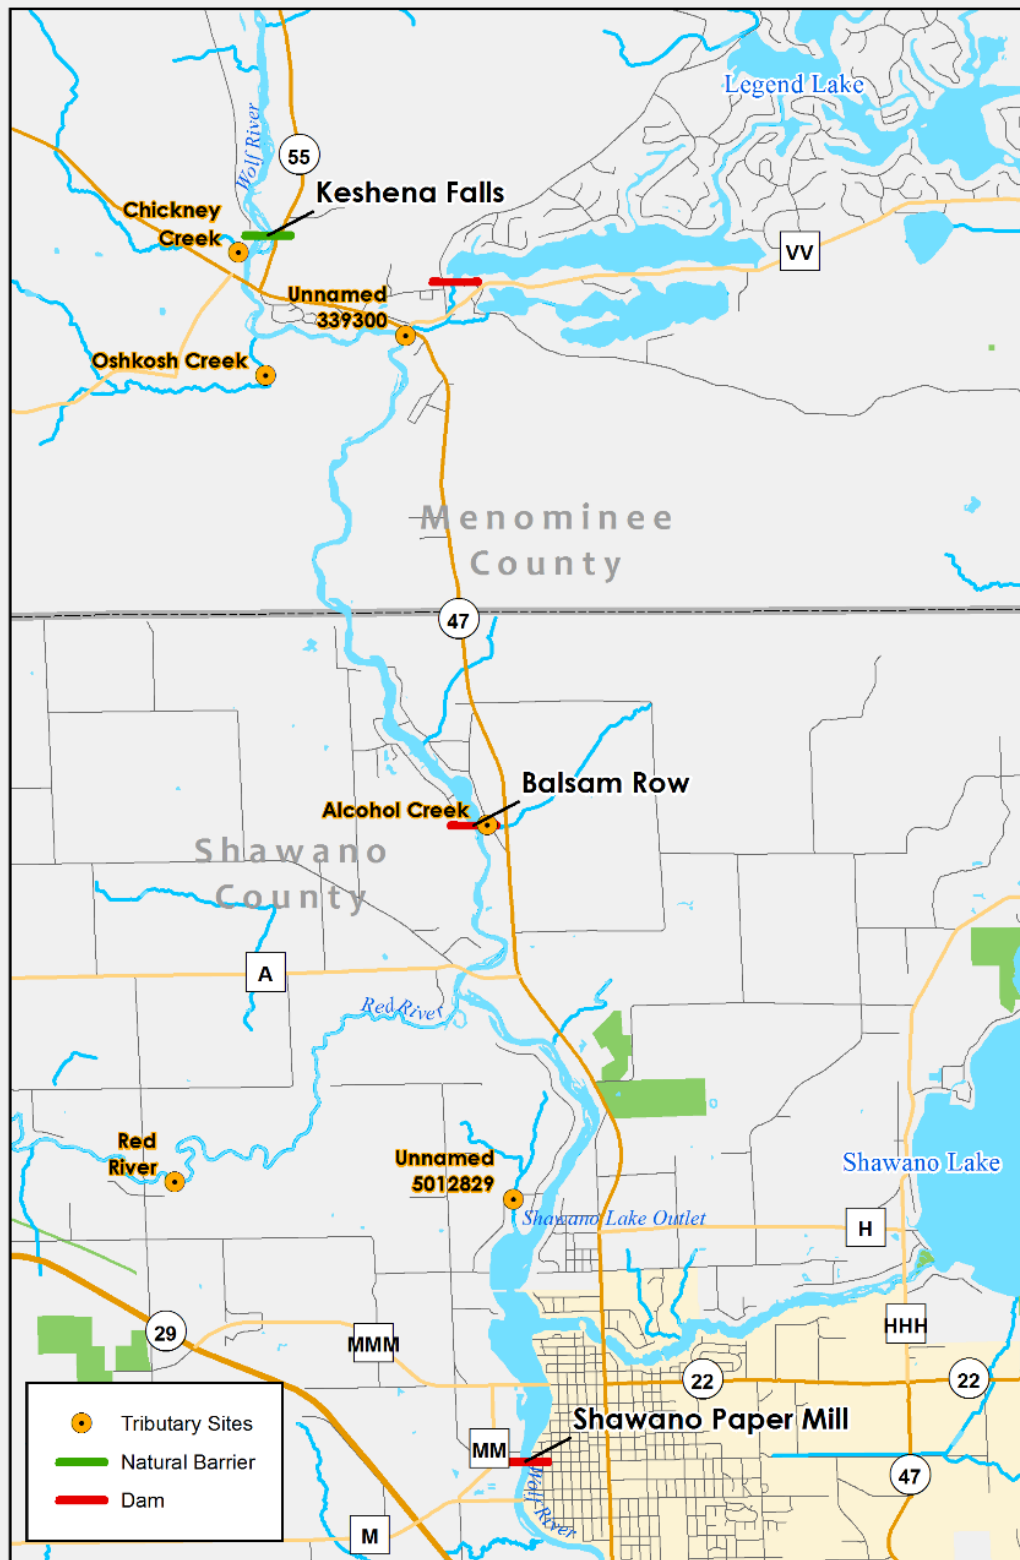 Legend Lake
Wolf River
55
Keshena Falls
Chickney
Creek
VV
Unnamed
339300
Oshkosh Creek
Menominee
County
47
Balsam Row
Alcohol Creek
Shawano
County
A
Red River
Red
River
Unnamed
5012829
Shawano Lake
Shawano Lake Outlet
H
29
MMM
HHH
22
22
Shawano Paper Mill
MM
47
Wolf River
M
Tributary Sites
Natural Barrier
Dam